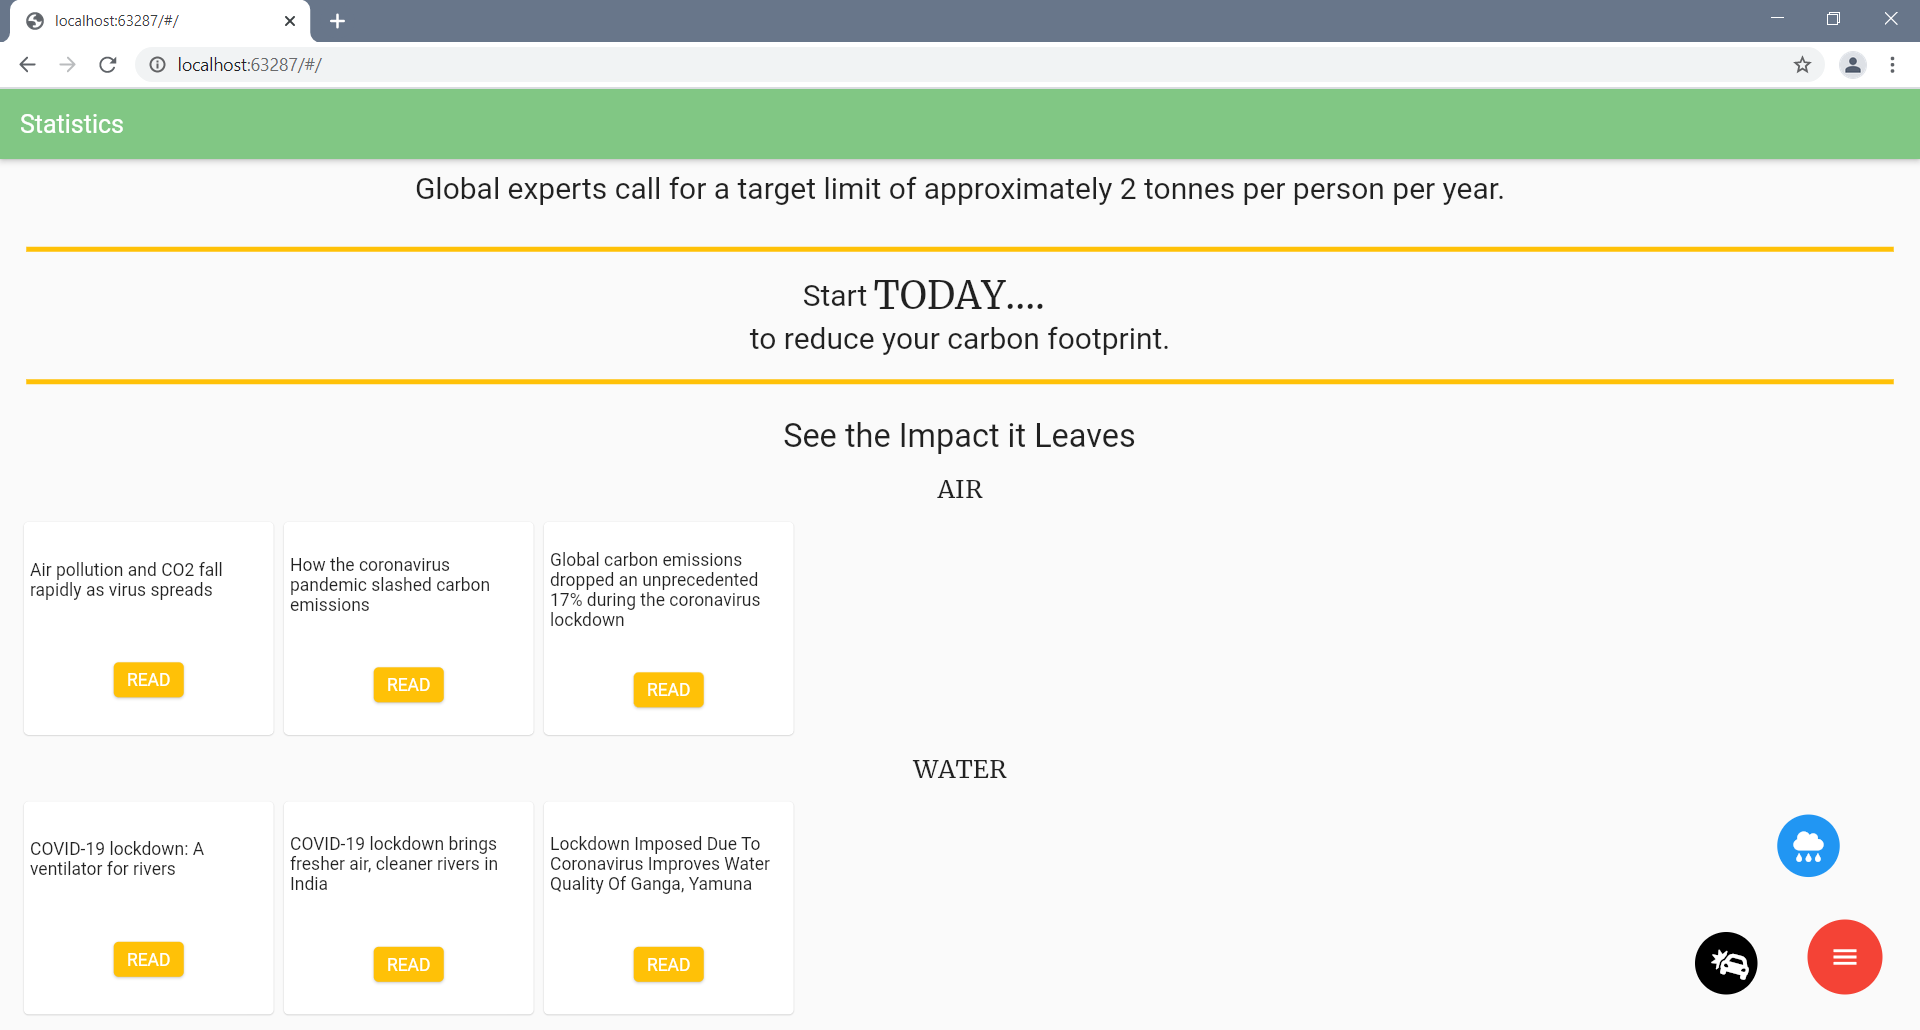 localhost:63287/#/
localhost:63287/#/
Statistics
Global experts call for a target limit of approximately 2 tonnes per person per year.
Start TODAY....
to reduce your carbon footprint.
See the Impact it Leaves
AIR
Air pollution and CO2 fall
rapidly as virus spreads
READ
How the coronavirus
pandemic slashed carbon
emissions
READ
Global carbon emissions
dropped an unprecedented
17% during the coronavirus
lockdown
READ
WATER
COVID-19 lockdown: A
ventilator for rivers
READ
COVID-19 lockdown brings
fresher air, cleaner rivers in
India
READ
Lockdown Imposed Due To
Coronavirus Improves Water
Quality Of Ganga, Yamuna
READ